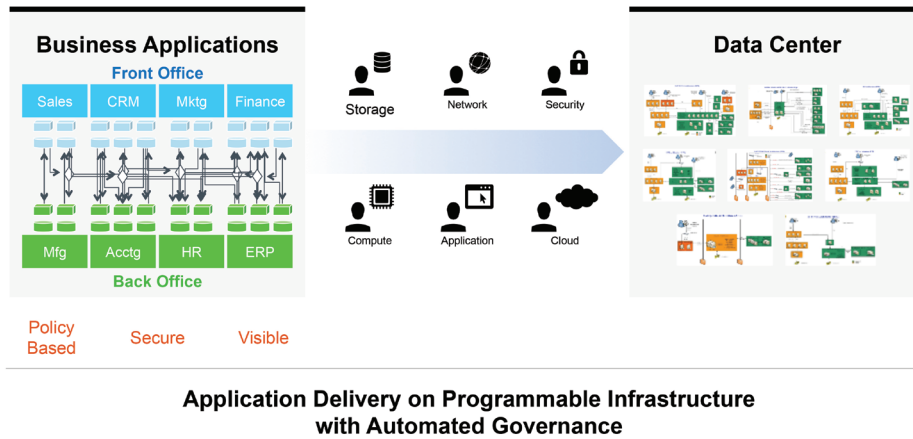 Business Applications
Front Office
Sales CRM Mktg Finance
Mfg Acctg HR ERP
Back Office
Storage Network Security
Compute Application Cloud
Data Center
Policy
Based
Secure Visible
Application Delivery on Programmable Infrastructure
with Automated Governance